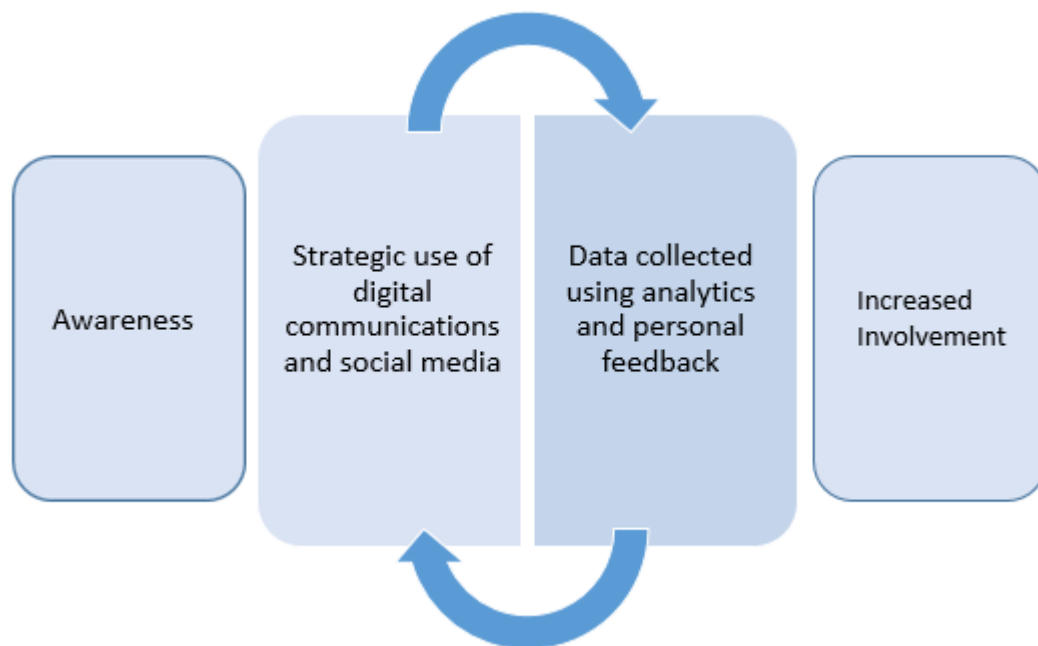 Awareness
Strategic use of
digital
communications
and social media
Data collected
using analytics
and personal
feedback
Increased
Involvement